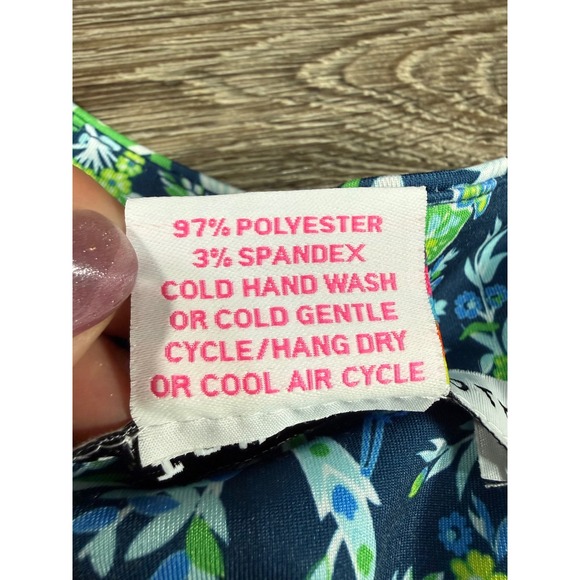 97% POLYESTER
3% SPANDEX
COLD HAND WASH
OR COLD GENTLE
CYCLE/HANG DRY
OR COOL AIR CYCLE